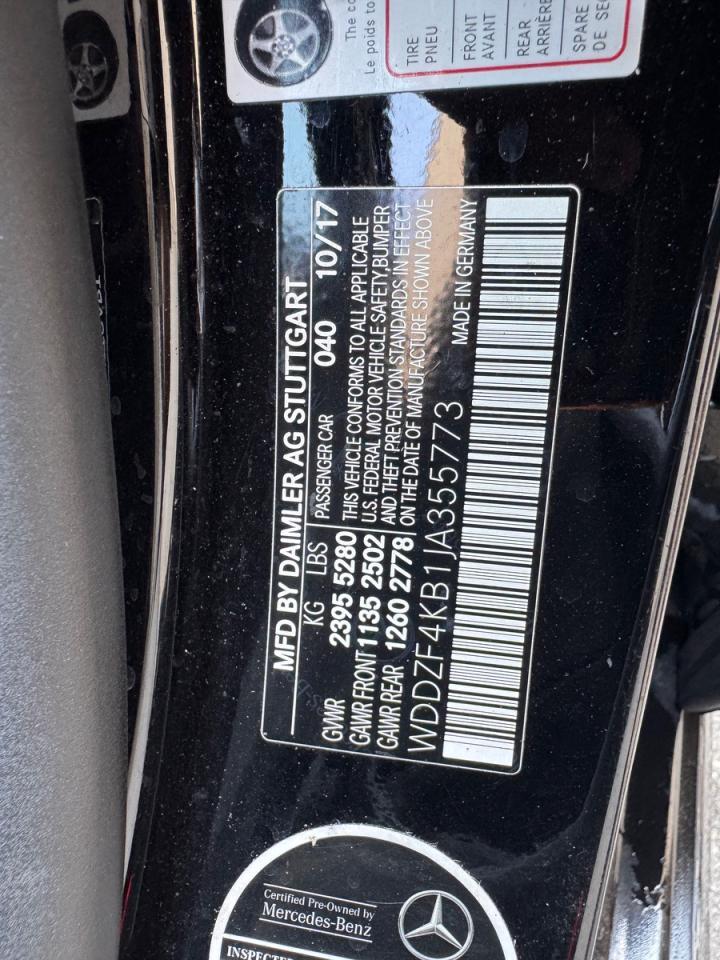 The
Le poids to
TIRE
PNEU
FRONT
AVANT
REAR
ARRIÈRE
SPARE
DE SE
MFD BY DAIMLER AG STUTTGART
KG LBS PASSENGER CAR 040 10/17
GVWR 2395 5280 THIS VEHICLE CONFORMS TO ALL APPLICABLE
GAWR FRONT 1135 2502 U.S. FEDERAL MOTOR VEHICLE SAFETY,BUMPER
GAWR REAR 1260 2778 AND THEFT PREVENTION STANDARDS IN EFFECT
ON THE DATE OF MANUFACTURE SHOWN ABOVE
WDDZF4KB1JA355773 MADE IN GERMANY
Certified Pre-Owned by
Mercedes-Benz
INSPECTE